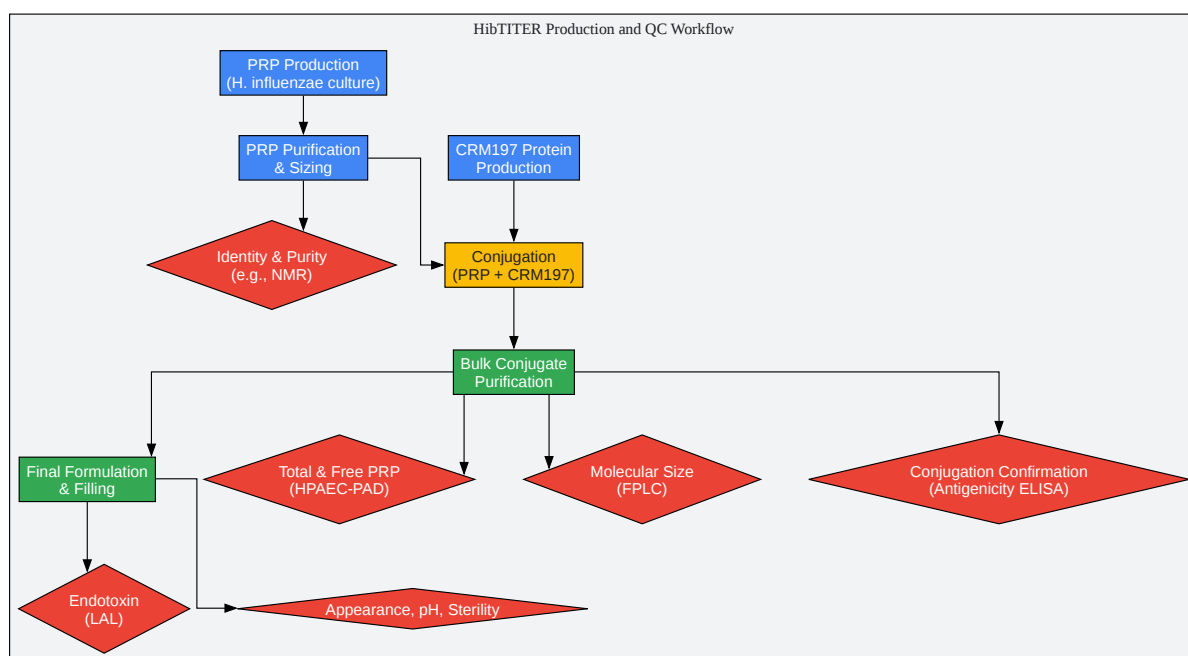 HibTITER Production and QC Workflow
PRP Production
(H. influenzae culture)
PRP Purification
& Sizing
CRM197 Protein
Production
Identity & Purity
(e.g., NMR)
Conjugation
(PRP + CRM197)
Bulk Conjugate
Purification
Final Formulation
& Filling
Total & Free PRP
(HPAEC-PAD)
Molecular Size
(FPLC)
Conjugation Confirmation
(Antigenicity ELISA)
Endotoxin
(LAL)
Appearance, pH, Sterility